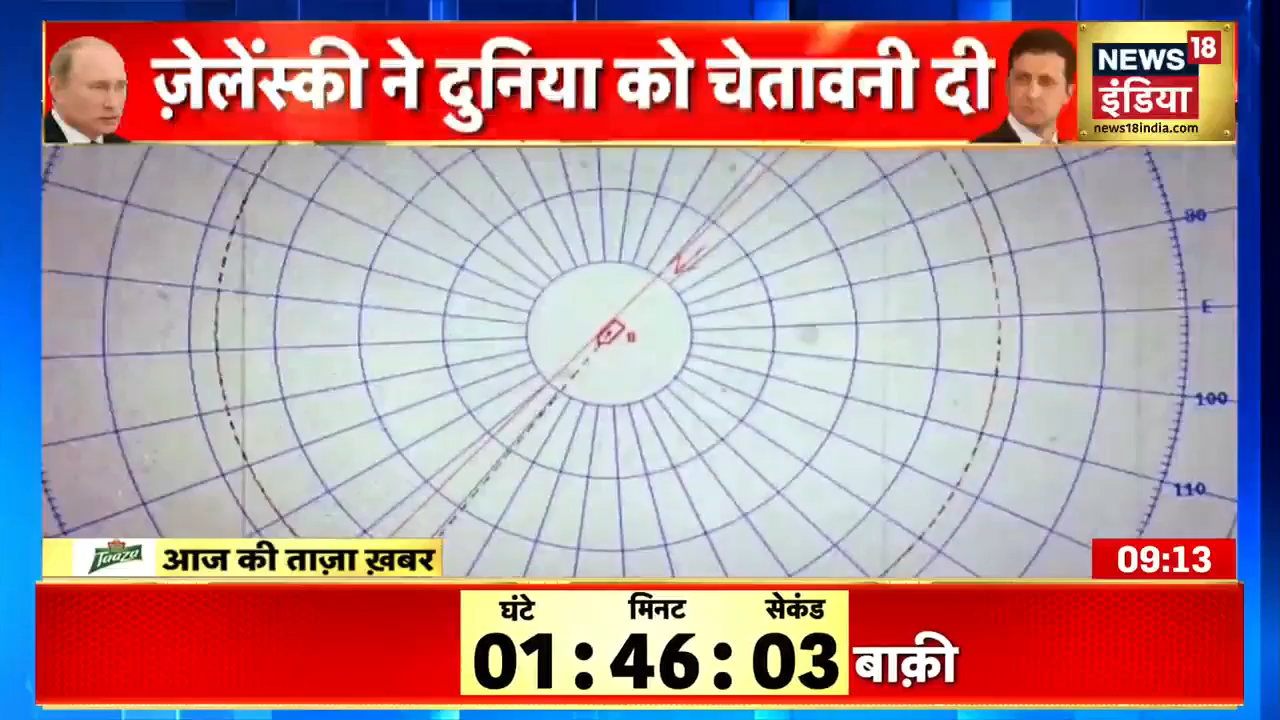 ज़ेलेंस्की ने दुनिया को चेतावनी दी
NEWS 18
इंडिया
news18india.com
80
E
100
110
Taaza
आज की ताज़ा ख़बर
09:13
घंटे मिनट सेकंड
01 : 46 : 03 बाक़ी